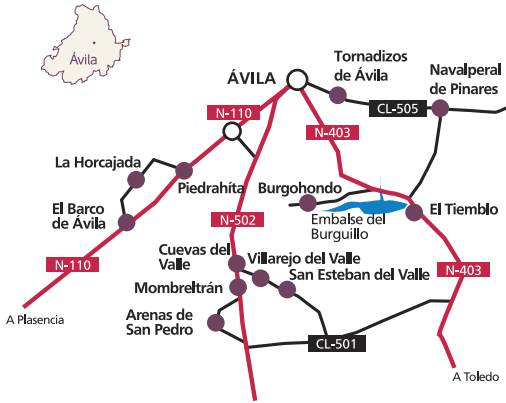 Ávila
Tornadizos
de Ávila
Navalperal
de Pinares
ÁVILA
CL-505
N-110
N-403
La Horcajada
Piedrahíta
Burgohondo
El Barco
de Ávila
N-502
Embalse del
Burguillo
El Tiemblo
Cuevas del
Valle
Villarejo del Valle
San Esteban del Valle
N-110
N-403
Mombreltrán
A Plasencia
Arenas de
San Pedro
CL-501
A Toledo